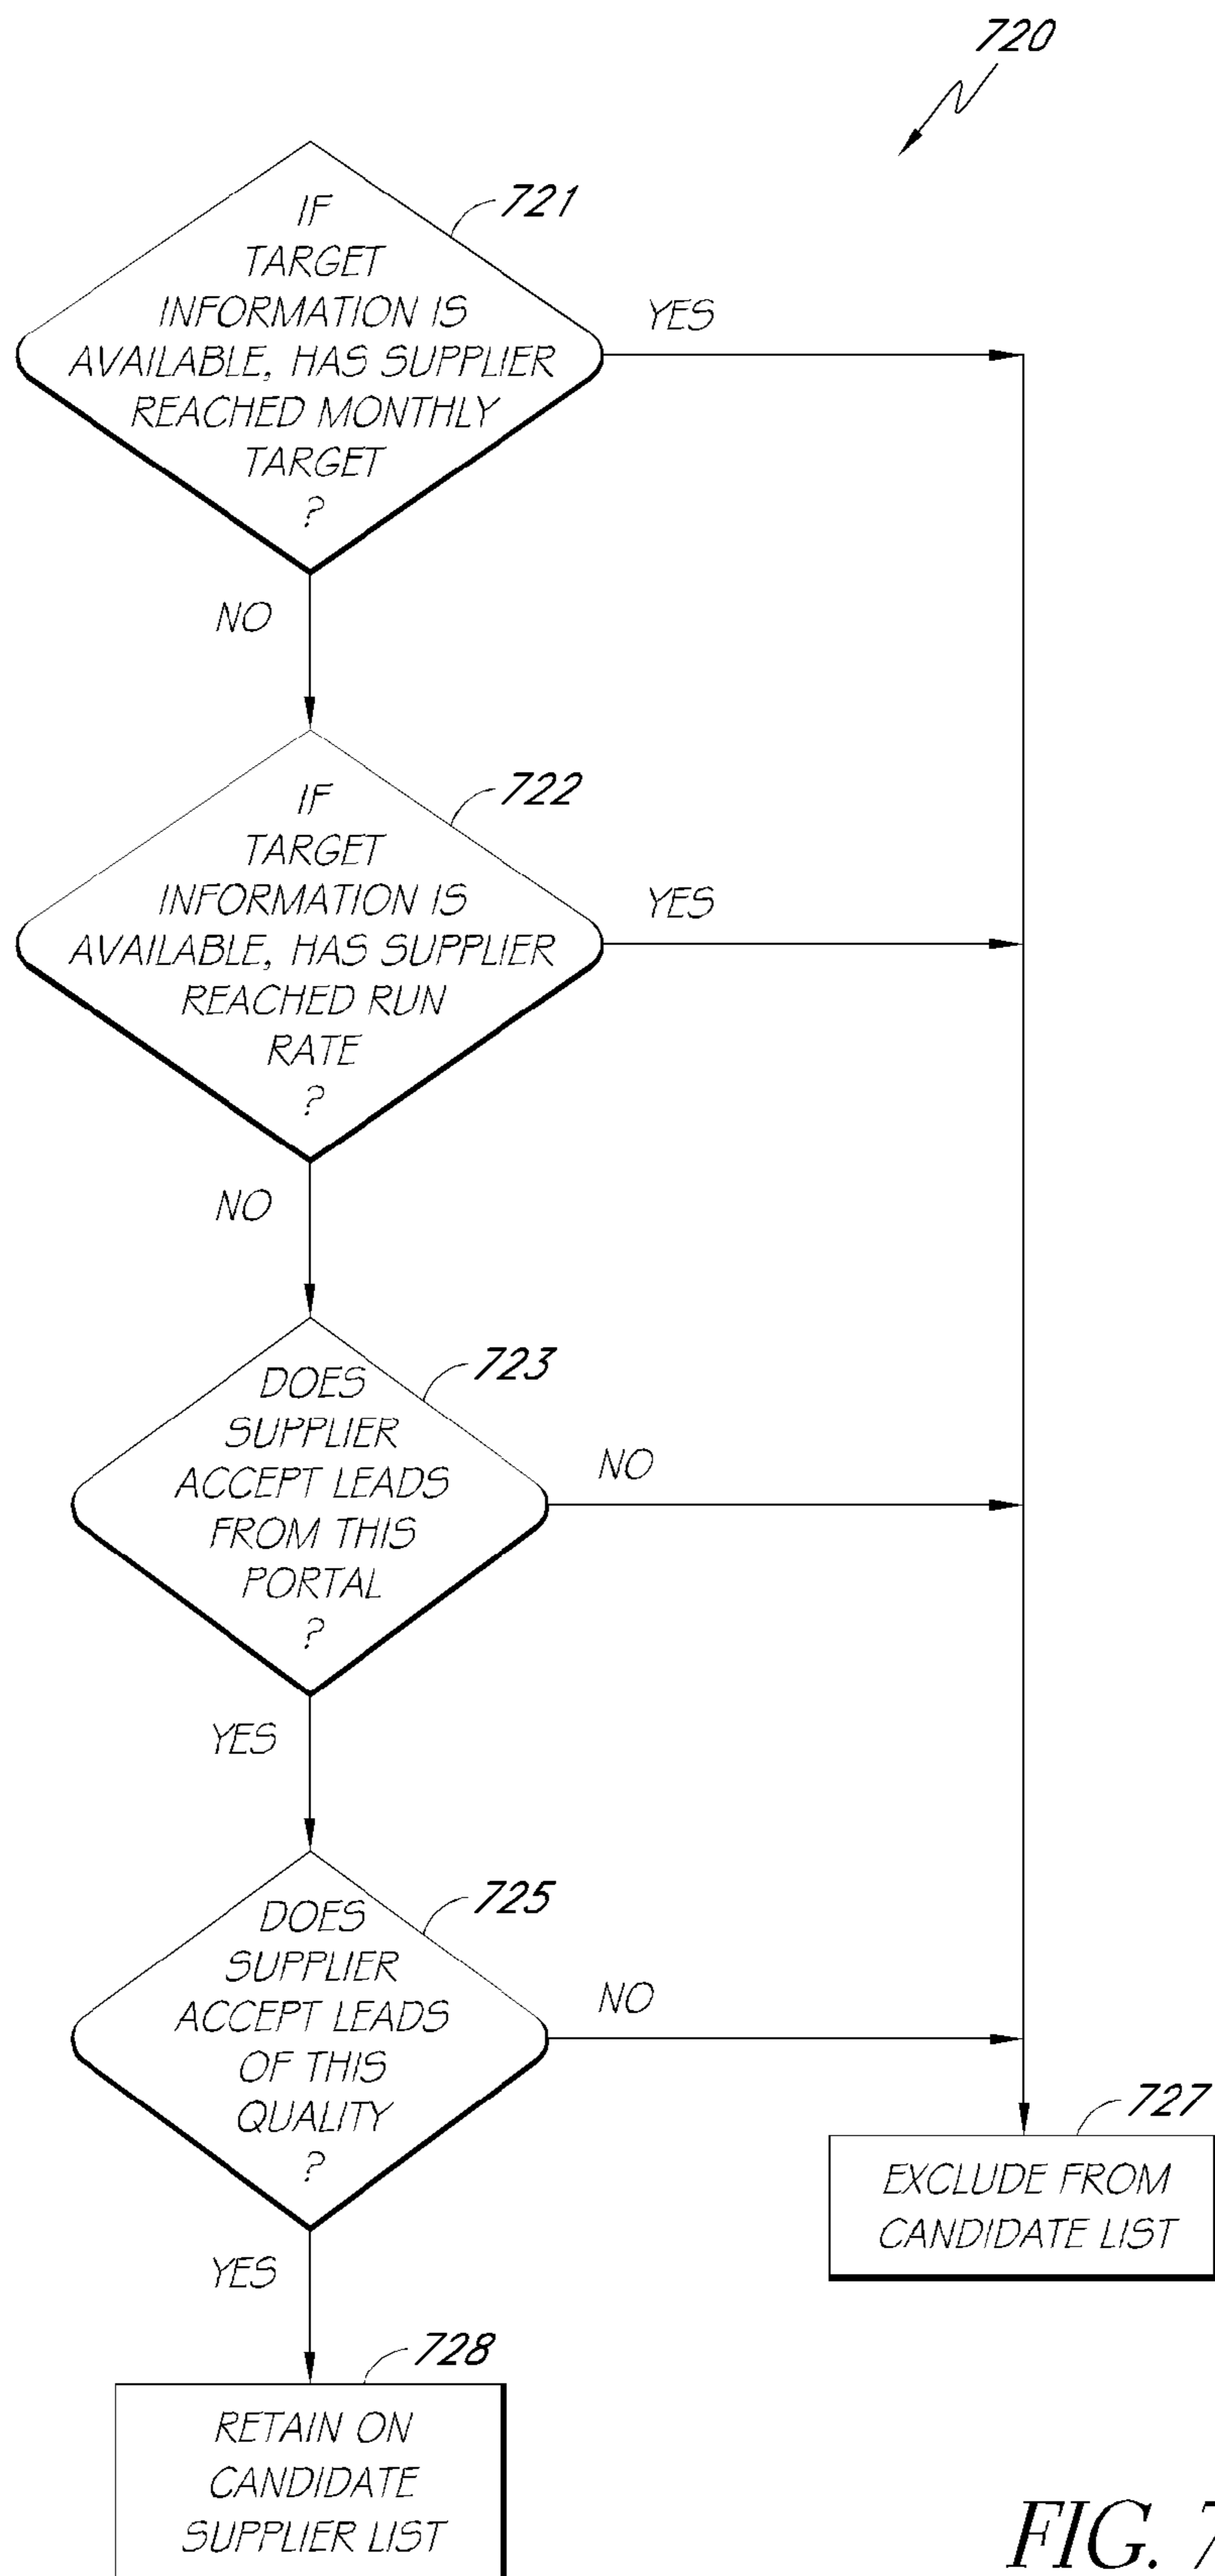 720
721
IF
TARGET
INFORMATION IS
AVAILABLE, HAS SUPPLIER
REACHED MONTHLY
TARGET
?
YES
NO
722
IF
TARGET
INFORMATION IS
AVAILABLE, HAS SUPPLIER
REACHED RUN
RATE
?
YES
NO
723
DOES
SUPPLIER
ACCEPT LEADS
FROM THIS
PORTAL
?
NO
YES
725
DOES
SUPPLIER
ACCEPT LEADS
OF THIS
QUALITY
?
NO
YES
727
EXCLUDE FROM
CANDIDATE LIST
728
RETAIN ON
CANDIDATE
SUPPLIER LIST
FIG. 7